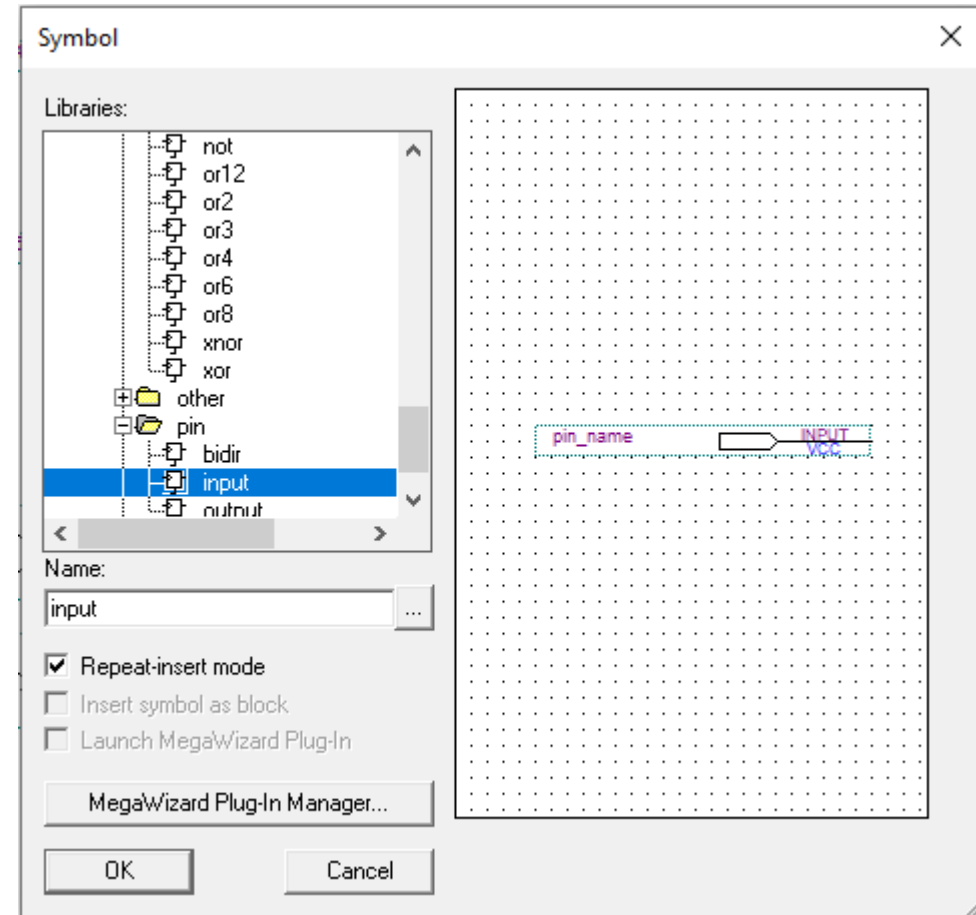 Symbol
Libraries:
not
or12
or2
or3
or4
or6
or8
xnor
xor
other
pin
bidir
input
output
Name:
input
...
Repeat-insert mode
Insert symbol as block
Launch MegaWizard Plug-In
MegaWizard Plug-In Manager...
OK
Cancel
pin_name
INPUT
VCC